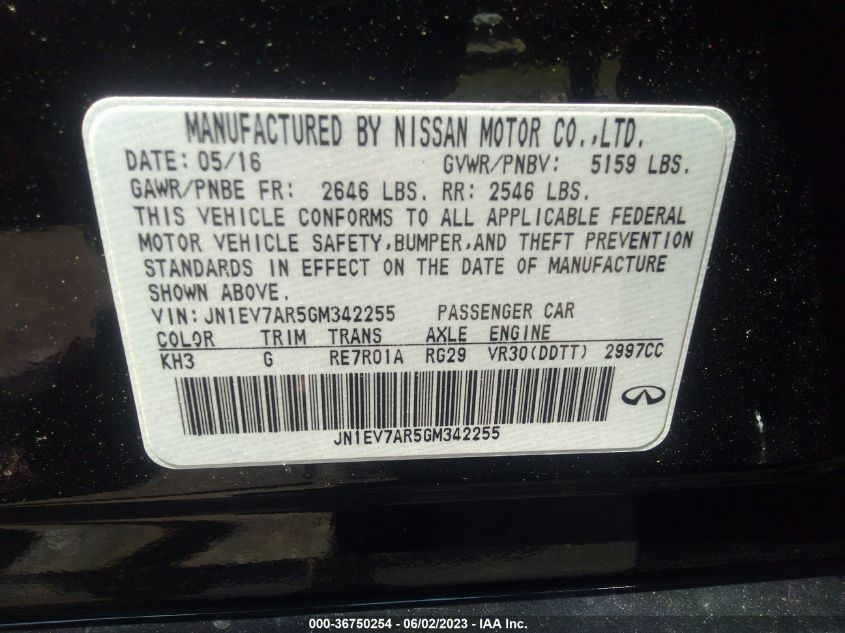 MANUFACTURED BY NISSAN MOTOR CO.,LTD.
DATE: 05/16 GVWR/PNBV: 5159 LBS.
GAWR/PNBE FR: 2646 LBS. RR: 2546 LBS.
THIS VEHICLE CONFORMS TO ALL APPLICABLE FEDERAL
MOTOR VEHICLE SAFETY,BUMPER,AND THEFT PREVENTION
STANDARDS IN EFFECT ON THE DATE OF MANUFACTURE
SHOWN ABOVE.
VIN: JN1EV7AR5GM342255 PASSENGER CAR
COLOR TRIM TRANS AXLE ENGINE
KH3 G RE7R01A RG29 VR30(DDTT) 2997CC
JN1EV7AR5GM342255
000-36750254 - 06/02/2023 - IAA, Inc.